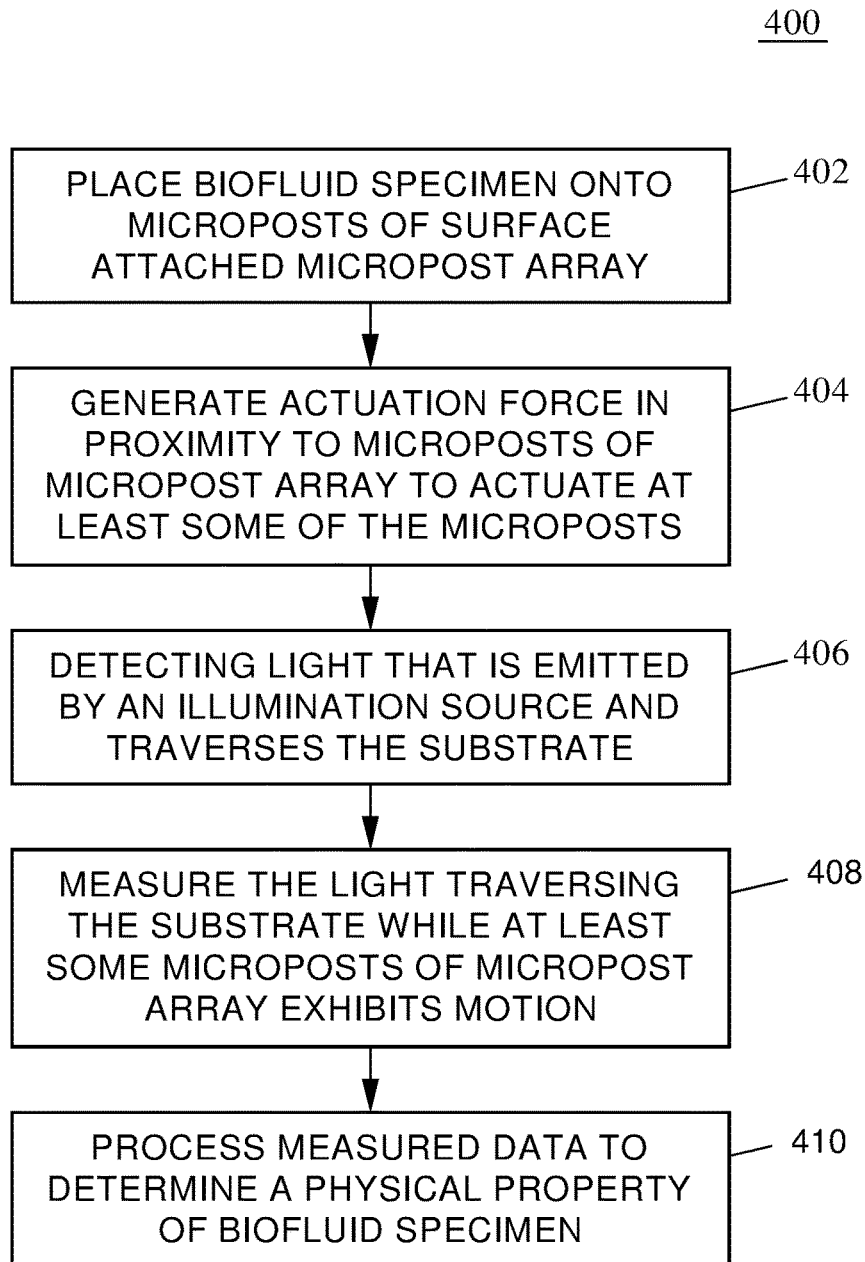 400
PLACE BIOFLUID SPECIMEN ONTO
MICROPOSTS OF SURFACE
ATTACHED MICROPOST ARRAY
402
GENERATE ACTUATION FORCE IN
PROXIMITY TO MICROPOSTS OF
MICROPOST ARRAY TO ACTUATE AT
LEAST SOME OF THE MICROPOSTS
404
DETECTING LIGHT THAT IS EMITTED
BY AN ILLUMINATION SOURCE AND
TRAVERSES THE SUBSTRATE
406
MEASURE THE LIGHT TRAVERSING
THE SUBSTRATE WHILE AT LEAST
SOME MICROPOSTS OF MICROPOST
ARRAY EXHIBITS MOTION
408
PROCESS MEASURED DATA TO
DETERMINE A PHYSICAL PROPERTY
OF BIOFLUID SPECIMEN
410